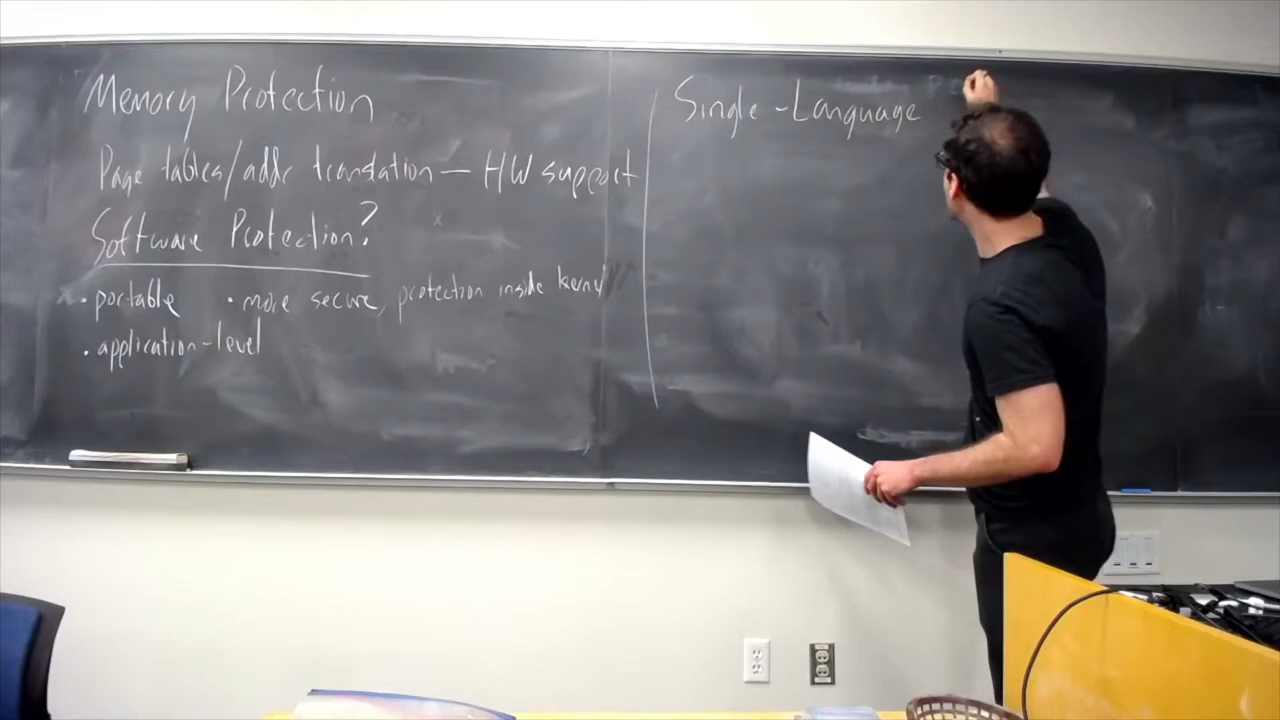 Memory Protection
Page tables/addr translation — HW support
Software Protection?
• portable • more secure, protection inside kernel
• application-level
Single-Language